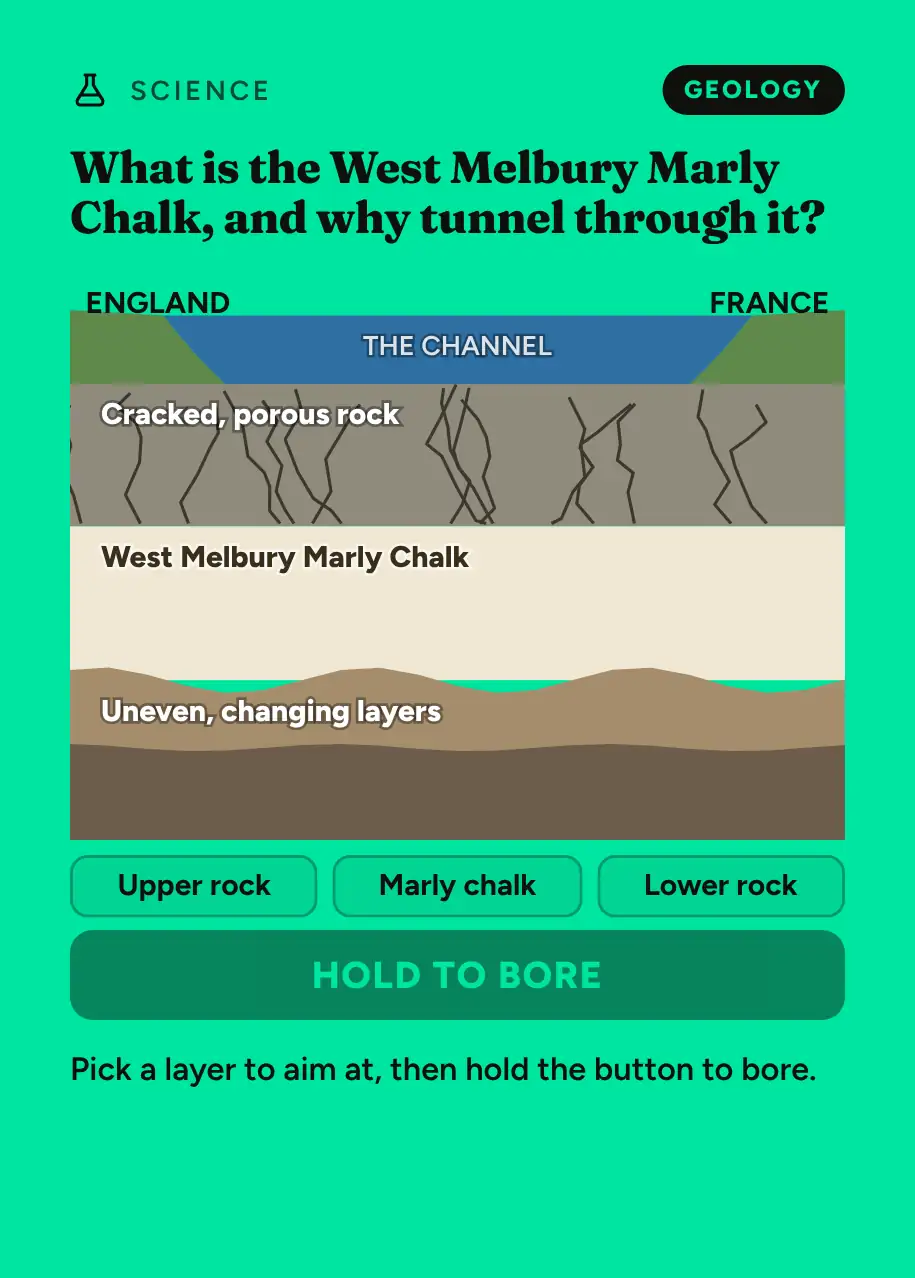 SCIENCE
GEOLOGY
What is the West Melbury Marly
Chalk, and why tunnel through it?
ENGLAND
FRANCE
THE CHANNEL
Cracked, porous rock
West Melbury Marly Chalk
Uneven, changing layers
Upper rock
Marly chalk
Lower rock
HOLD TO BORE
Pick a layer to aim at, then hold the button to bore.